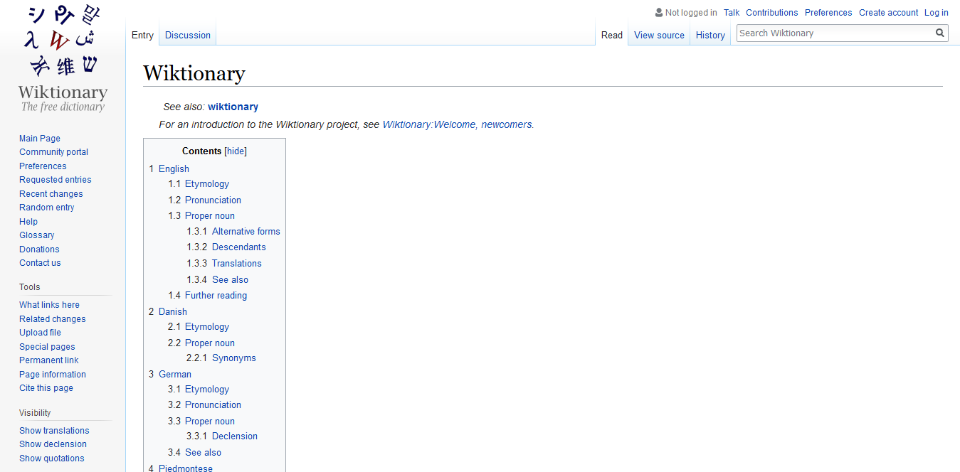 シ ק 말
λ W ش
维 ש
Wiktionary
The free dictionary
Main Page
Community portal
Preferences
Requested entries
Recent changes
Random entry
Help
Glossary
Donations
Contact us
Tools
What links here
Related changes
Upload file
Special pages
Permanent link
Page information
Cite this page
Visibility
Show translations
Show declension
Show quotations
Not logged in Talk Contributions Preferences Create account Log in
Entry Discussion Read View source History Search Wiktionary
Wiktionary
See also: wiktionary
For an introduction to the Wiktionary project, see Wiktionary:Welcome, newcomers.
Contents [hide]
1 English
1.1 Etymology
1.2 Pronunciation
1.3 Proper noun
1.3.1 Alternative forms
1.3.2 Descendants
1.3.3 Translations
1.3.4 See also
1.4 Further reading
2 Danish
2.1 Etymology
2.2 Proper noun
2.2.1 Synonyms
3 German
3.1 Etymology
3.2 Pronunciation
3.3 Proper noun
3.3.1 Declension
3.4 See also
4 Piedmontese